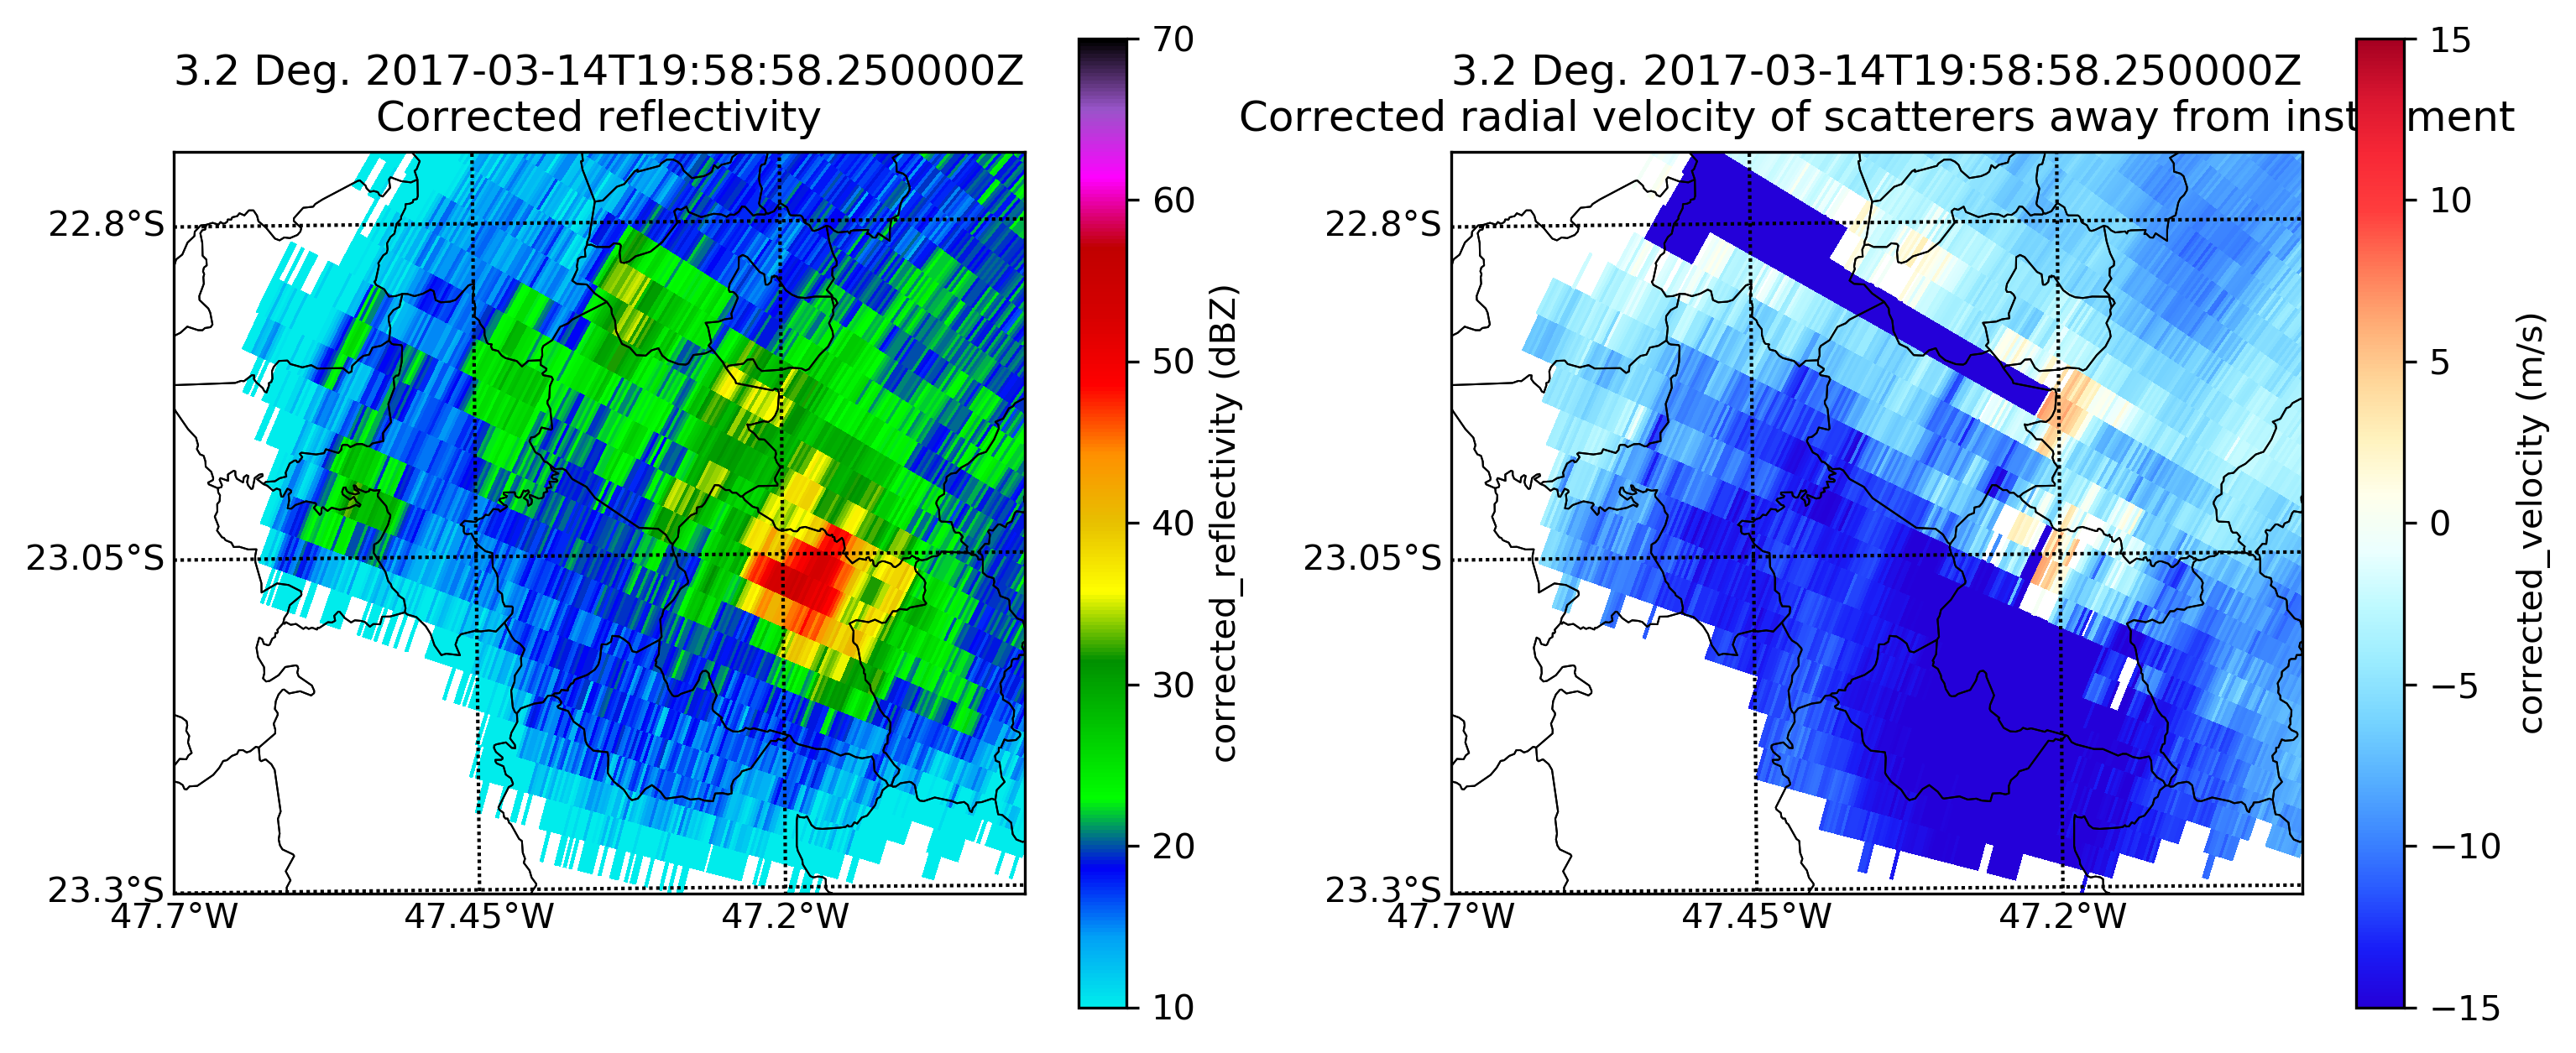 3.2 Deg. 2017-03-14T19:58:58.250000Z
Corrected reflectivity
22.8°S
23.05°S
23.3°S
47.7°W
47.45°W
47.2°W
70
60
50
40
30
20
10
corrected_reflectivity (dBZ)
3.2 Deg. 2017-03-14T19:58:58.250000Z
Corrected radial velocity of scatterers away from inst ment
22.8°S
23.05°S
23.3°S
47.7°W
47.45°W
47.2°W
15
10
5
0
−5
−10
−15
corrected_velocity (m/s)